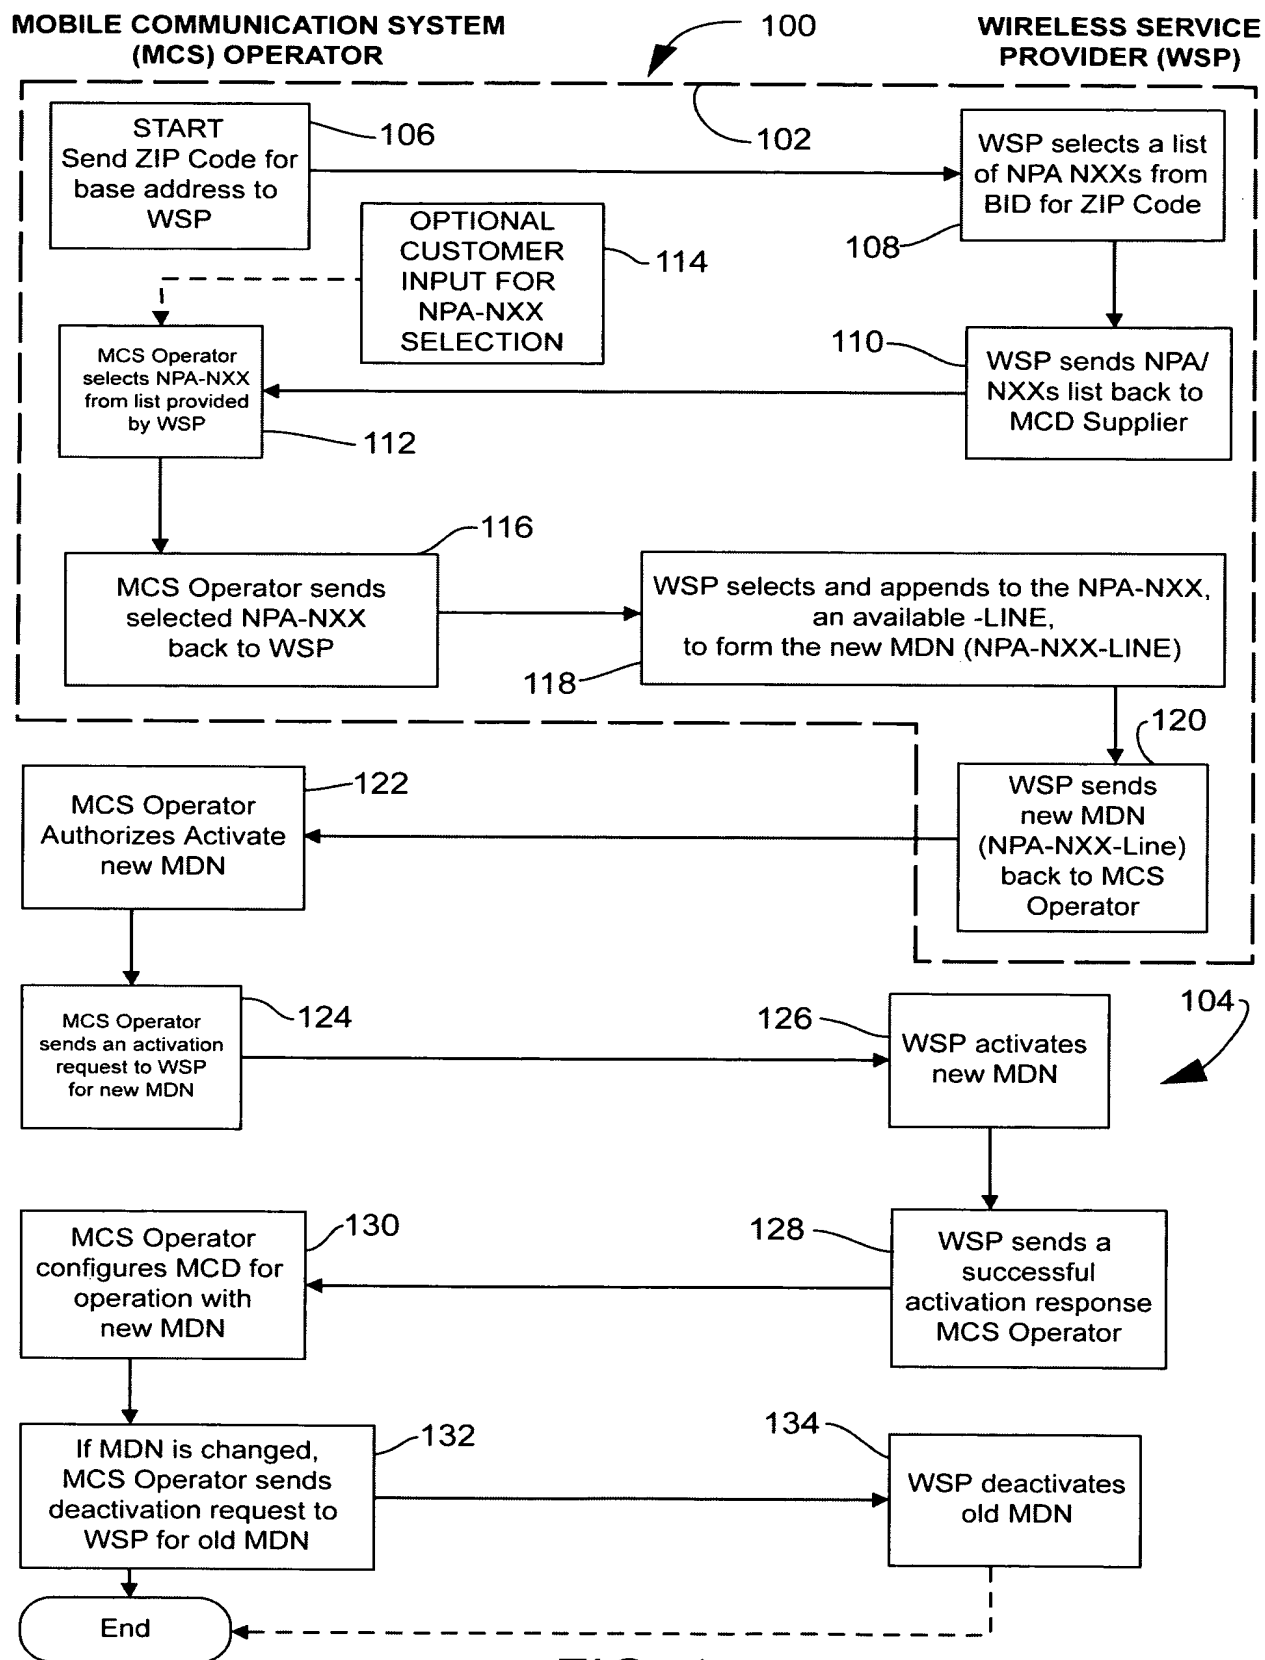 MOBILE COMMUNICATION SYSTEM
(MCS) OPERATOR
100
WIRELESS SERVICE
PROVIDER (WSP)
START
Send ZIP Code for
base address to
WSP
106
102
WSP selects a list
of NPA NXXs from
BID for ZIP Code
108
OPTIONAL
CUSTOMER
INPUT FOR
NPA-NXX
SELECTION
114
MCS Operator
selects NPA-NXX
from list provided
by WSP
112
110
WSP sends NPA/
NXXs list back to
MCD Supplier
116
MCS Operator sends
selected NPA-NXX
back to WSP
WSP selects and appends to the NPA-NXX,
an available -LINE,
to form the new MDN (NPA-NXX-LINE)
118
120
WSP sends
new MDN
(NPA-NXX-Line)
back to MCS
Operator
122
MCS Operator
Authorizes Activate
new MDN
124
MCS Operator
sends an activation
request to WSP
for new MDN
126
WSP activates
new MDN
104
130
MCS Operator
configures MCD for
operation with
new MDN
128
WSP sends a
successful
activation response
MCS Operator
132
If MDN is changed,
MCS Operator sends
deactivation request to
WSP for old MDN
134
WSP deactivates
old MDN
End